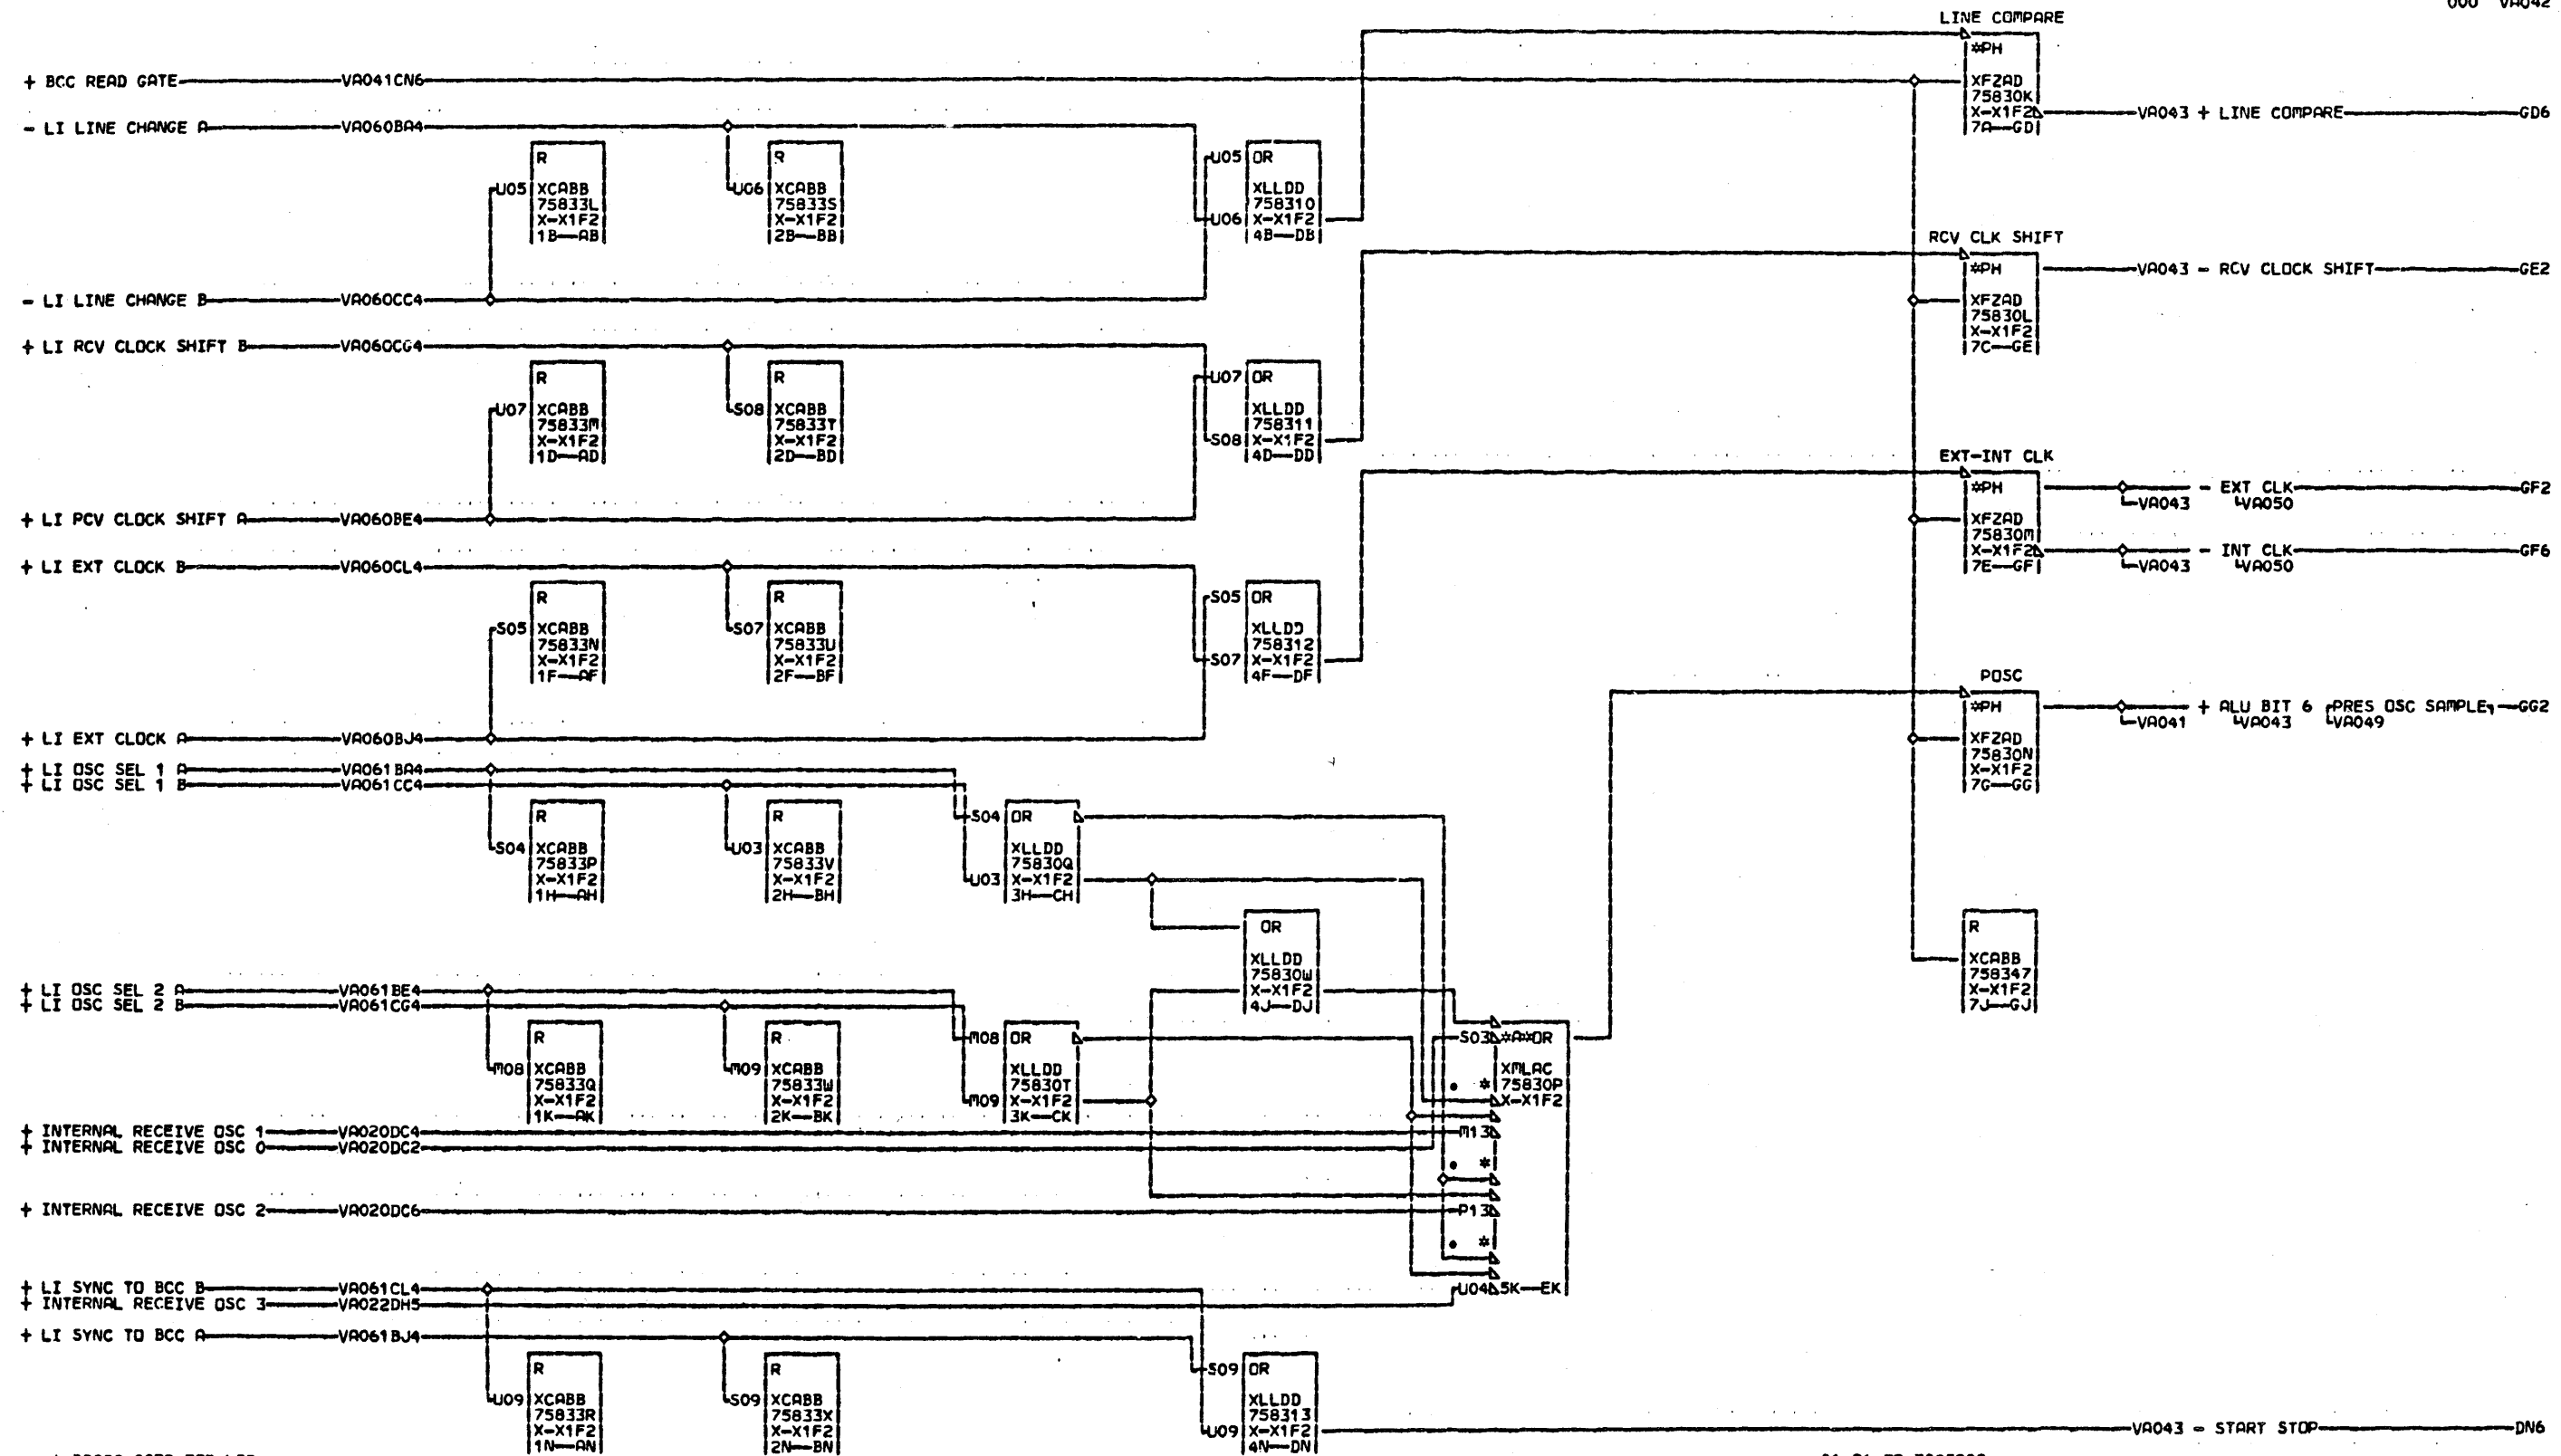 000 VA042
LINE COMPARE
*PH
+ BCC READ GATE VA041CN6 XFZAD
75830K
X-X1F2 VA043 + LINE COMPARE GD6
7A GD
- LI LINE CHANGE A VA060BA4
R R U05 OR
U05 XCABB U06 XCABB XLLDD
75833L 75833S 758310
X-X1F2 X-X1F2 U06 X-X1F2
1B AB 2B BB 4B DB
RCV CLK SHIFT
*PH VA043 - RCV CLOCK SHIFT GE2
- LI LINE CHANGE B VA060CC4 XFZAD
75830L
X-X1F2
7C GE
+ LI RCV CLOCK SHIFT B VA060CG4
R R U07 OR
U07 XCABB S08 XCABB XLLDD
75833M 75833T 758311
X-X1F2 X-X1F2 S08 X-X1F2
1D AD 2D BD 4D DD
EXT-INT CLK
*PH - EXT CLK GF2
VA043 VA050
+ LI PCV CLOCK SHIFT A VA060BE4 XFZAD
75830M
X-X1F2 - INT CLK GF6
7E GF VA043 VA050
+ LI EXT CLOCK B VA060CL4
R R S05 OR
S05 XCABB S07 XCABB XLLDD
75833N 75833U 758312
X-X1F2 X-X1F2 S07 X-X1F2
1F AF 2F BF 4F DF
POSC
*PH + ALU BIT 6 PRES OSC SAMPLE GG2
VA041 VA043 VA049
+ LI EXT CLOCK A VA060BJ4 XFZAD
75830N
X-X1F2
7G GG
+ LI OSC SEL 1 A VA061BA4
+ LI OSC SEL 1 B VA061CC4
R R S04 OR
S04 XCABB U03 XCABB XLLDD
75833P 75833V 75830Q
X-X1F2 X-X1F2 U03 X-X1F2
1H AH 2H BH 3H CH
OR R
XLLDD XCABB
75830W 758347
X-X1F2 X-X1F2
4J DJ 7J GJ
+ LI OSC SEL 2 A VA061BE4
+ LI OSC SEL 2 B VA061CG4
R R M08 OR S03 *A*OR
M08 XCABB M09 XCABB XLLDD XMLAC
75833Q 75833W 75830T * 75830P
X-X1F2 X-X1F2 M09 X-X1F2 X-X1F2
1K AK 2K BK 3K CK
+ INTERNAL RECEIVE OSC 1 VA020DC4 M13
+ INTERNAL RECEIVE OSC 0 VA020DC2
*
+ INTERNAL RECEIVE OSC 2 VA020DC6 P13
*
+ LI SYNC TO BCC B VA061CL4 U04 5K EK
+ INTERNAL RECEIVE OSC 3 VA022DH5
+ LI SYNC TO BCC A VA061BJ4
R R S09 OR
U09 XCABB S09 XCABB XLLDD
75833R 75833X 758313
X-X1F2 X-X1F2 U09 X-X1F2 VA043 - START STOP DN6
1N AN 2N BN 4N DN